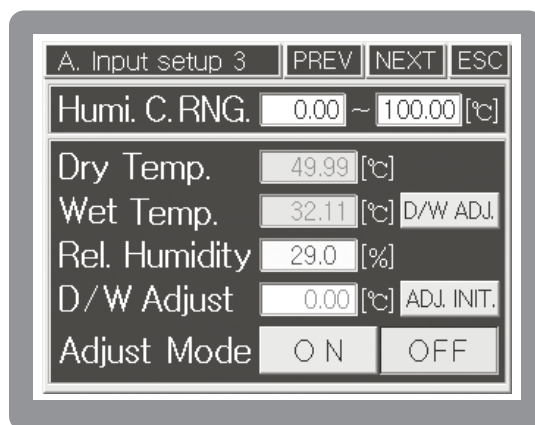 A. Input setup 3 PREV NEXT ESC
Humi. C. RNG. 0.00 ~ 100.00 [℃]
Dry Temp. 49.99 [℃]
Wet Temp. 32.11 [℃] D/W ADJ.
Rel. Humidity 29.0 [%]
D/W Adjust 0.00 [℃] ADJ. INIT.
Adjust Mode ON OFF